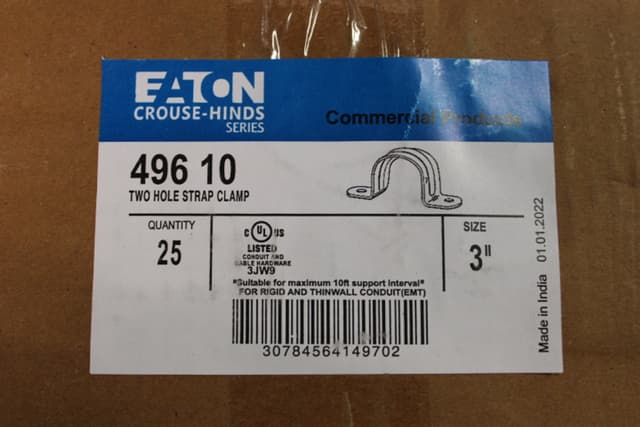 EATON
CROUSE-HINDS
SERIES
Commercial Products
496 10
TWO HOLE STRAP CLAMP
QUANTITY
25
C UL US
LISTED
CONDUIT AND
CABLE HARDWARE
3JW9
SIZE
3"
"Suitable for maximum 10ft support interval"
FOR RIGID AND THINWALL CONDUIT(EMT)
30784564149702
Made in India 01.01.2022